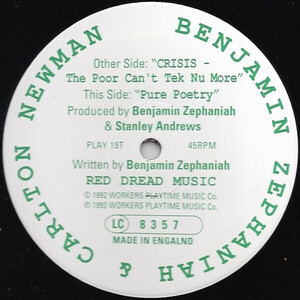 BENJAMIN ZEPHANIAH & CARLTON NEWMAN
Other Side: "CRISIS -
The Poor Can't Tek Nu More"
This Side: "Pure Poetry"
Produced by Benjamin Zephaniah
& Stanley Andrews
PLAY 19T 45RPM
Written by Benjamin Zephaniah
RED DREAD MUSIC
℗ 1992 WORKERS PLAYTIME MUSIC Co.
© 1992 WORKERS PLAYTIME MUSIC Co.
LC 8357
MADE IN ENGALND